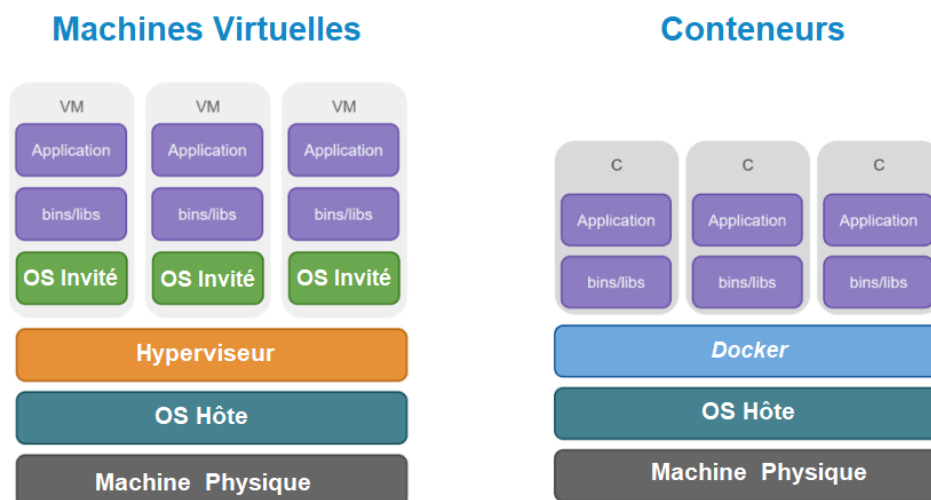 Machines Virtuelles
VM VM VM
Application Application Application
bins/libs bins/libs bins/libs
OS Invité OS Invité OS Invité
Hyperviseur
OS Hôte
Machine Physique
Conteneurs
C C C
Application Application Application
bins/libs bins/libs bins/libs
Docker
OS Hôte
Machine Physique